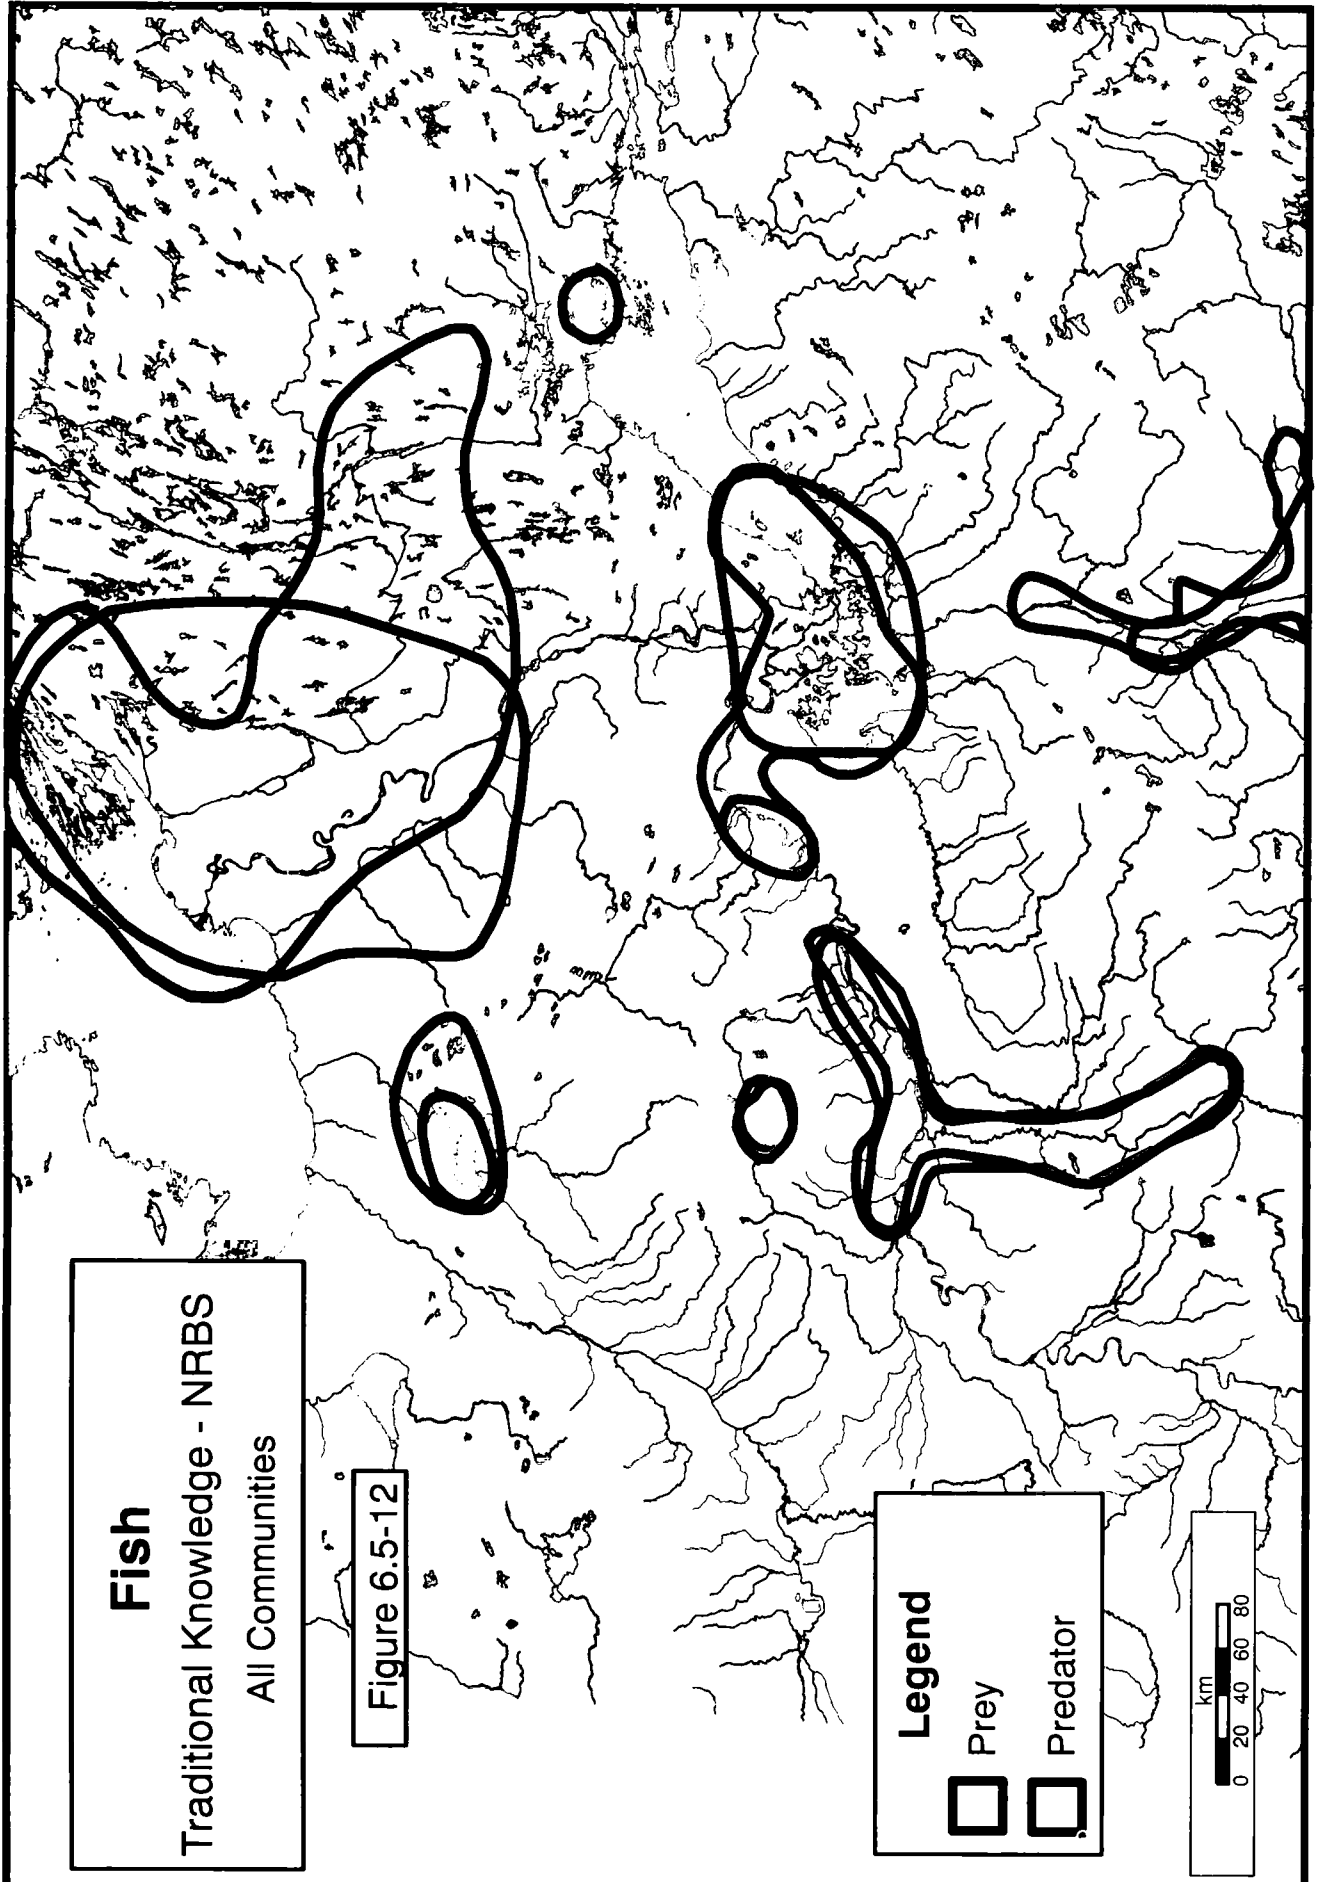 Fish
Traditional Knowledge - NRBS
All Communities
Figure 6.5-12
Legend
Prey
Predator
km
0 20 40 60 80